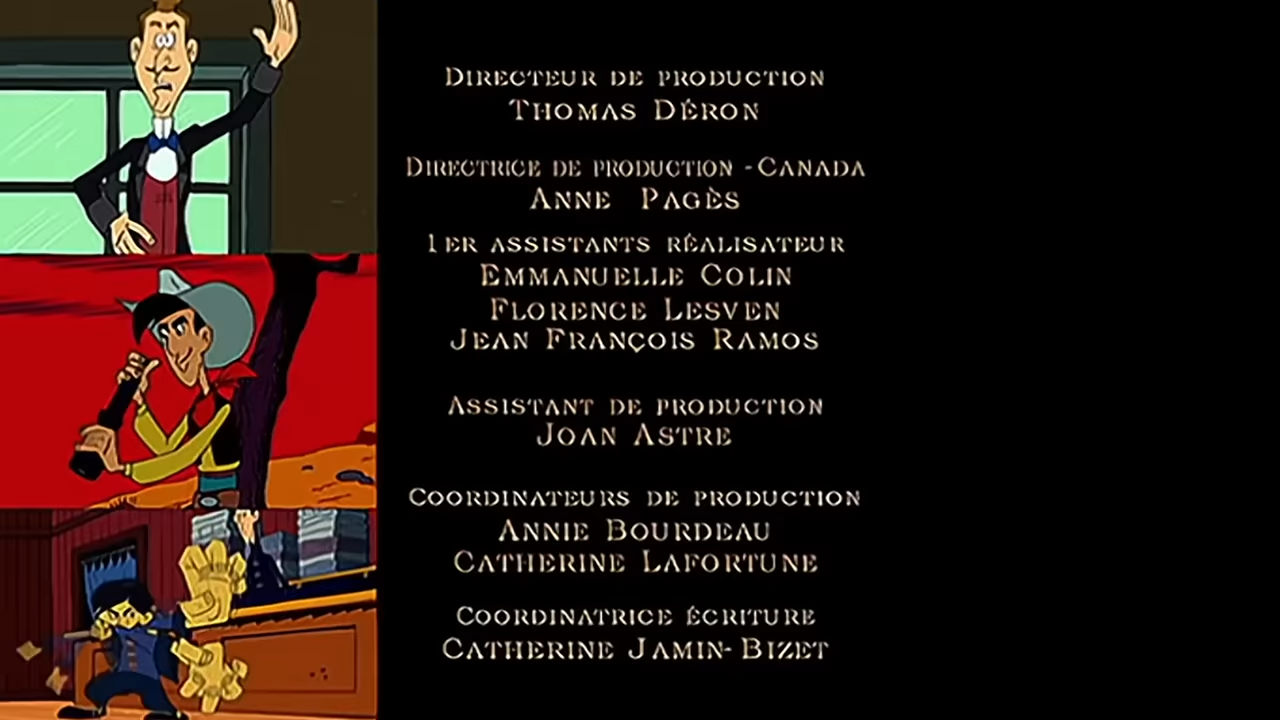 DIRECTEUR DE PRODUCTION
THOMAS DÉRON
DIRECTRICE DE PRODUCTION - CANADA
ANNE PAGÈS
1ER ASSISTANTS RÉALISATEUR
EMMANUELLE COLIN
FLORENCE LESVEN
JEAN FRANÇOIS RAMOS
ASSISTANT DE PRODUCTION
JOAN ASTRE
COORDINATEURS DE PRODUCTION
ANNIE BOURDEAU
CATHERINE LAFORTUNE
COORDINATRICE ÉCRITURE
CATHERINE JAMIN-BIZET